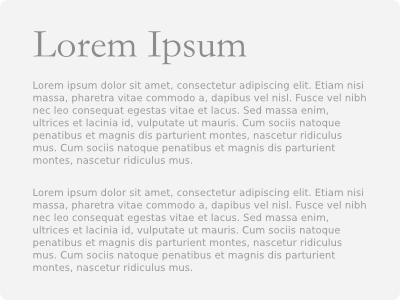 Lorem Ipsum
Lorem ipsum dolor sit amet, consectetur adipiscing elit. Etiam nisi
massa, pharetra vitae commodo a, dapibus vel nisl. Fusce vel nibh
nec leo consequat egestas vitae et lacus. Sed massa enim,
ultrices et lacinia id, vulputate ut mauris. Cum sociis natoque
penatibus et magnis dis parturient montes, nascetur ridiculus
mus. Cum sociis natoque penatibus et magnis dis parturient
montes, nascetur ridiculus mus.
Lorem ipsum dolor sit amet, consectetur adipiscing elit. Etiam nisi
massa, pharetra vitae commodo a, dapibus vel nisl. Fusce vel nibh
nec leo consequat egestas vitae et lacus. Sed massa enim,
ultrices et lacinia id, vulputate ut mauris. Cum sociis natoque
penatibus et magnis dis parturient montes, nascetur ridiculus
mus. Cum sociis natoque penatibus et magnis dis parturient
montes, nascetur ridiculus mus.